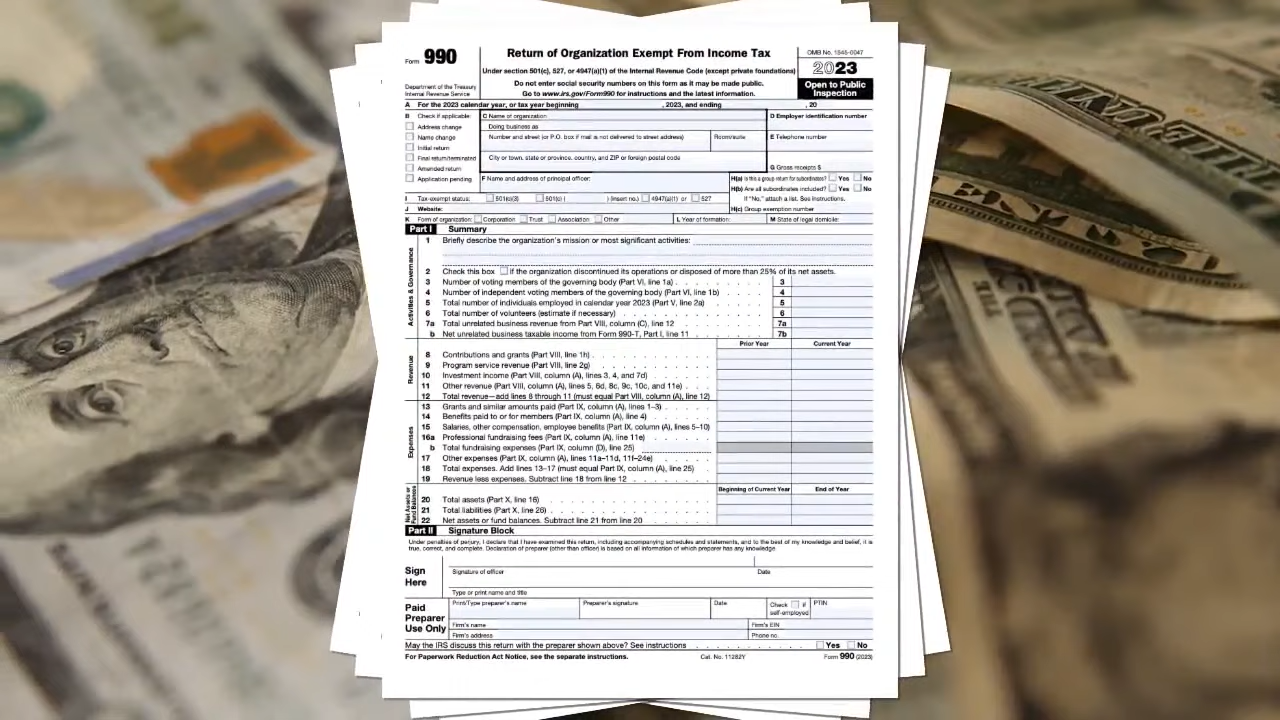 Form 990
Return of Organization Exempt From Income Tax
Under section 501(c), 527, or 4947(a)(1) of the Internal Revenue Code (except private foundations)
Do not enter social security numbers on this form as it may be made public.
Go to www.irs.gov/Form990 for instructions and the latest information.
Department of the Treasury
Internal Revenue Service
OMB No. 1545-0047
2023
Open to Public
Inspection
A For the 2023 calendar year, or tax year beginning , 2023, and ending , 20
B Check if applicable:
Address change
Name change
Initial return
Final return/terminated
Amended return
Application pending
C Name of organization
Doing business as
Number and street (or P.O. box if mail is not delivered to street address) Room/suite
City or town, state or province, country, and ZIP or foreign postal code
D Employer identification number
E Telephone number
G Gross receipts $
F Name and address of principal officer:
H(a) Is this a group return for subordinates? Yes No
H(b) Are all subordinates included? Yes No
If "No," attach a list. See instructions.
H(c) Group exemption number
I Tax-exempt status: 501(c)(3) 501(c) ( ) (insert no.) 4947(a)(1) or 527
J Website:
K Form of organization: Corporation Trust Association Other L Year of formation: M State of legal domicile:
Part I Summary
Activities & Governance
1 Briefly describe the organization's mission or most significant activities:
2 Check this box if the organization discontinued its operations or disposed of more than 25% of its net assets.
3 Number of voting members of the governing body (Part VI, line 1a) . . . . . . . . . 3
4 Number of independent voting members of the governing body (Part VI, line 1b) . . . . 4
5 Total number of individuals employed in calendar year 2023 (Part V, line 2a) . . . . . 5
6 Total number of volunteers (estimate if necessary) . . . . . . . . . . . . 6
7a Total unrelated business revenue from Part VIII, column (C), line 12 . . . . . . . 7a
b Net unrelated business taxable income from Form 990-T, Part I, line 11 . . . . . . 7b
Prior Year Current Year
Revenue
8 Contributions and grants (Part VIII, line 1h) . . . . . . . . . .
9 Program service revenue (Part VIII, line 2g) . . . . . . . . .
10 Investment income (Part VIII, column (A), lines 3, 4, and 7d) . . . . .
11 Other revenue (Part VIII, column (A), lines 5, 6d, 8c, 9c, 10c, and 11e) . . .
12 Total revenue—add lines 8 through 11 (must equal Part VIII, column (A), line 12)
Expenses
13 Grants and similar amounts paid (Part IX, column (A), lines 1–3) . . . .
14 Benefits paid to or for members (Part IX, column (A), line 4) . . . . .
15 Salaries, other compensation, employee benefits (Part IX, column (A), lines 5–10)
16a Professional fundraising fees (Part IX, column (A), line 11e) . . . . .
b Total fundraising expenses (Part IX, column (D), line 25)
17 Other expenses (Part IX, column (A), lines 11a–11d, 11f–24e) . . . . .
18 Total expenses. Add lines 13–17 (must equal Part IX, column (A), line 25) .
19 Revenue less expenses. Subtract line 18 from line 12 . . . . . . .
Beginning of Current Year End of Year
Net Assets or
Fund Balances
20 Total assets (Part X, line 16) . . . . . . . . . . . . . .
21 Total liabilities (Part X, line 26) . . . . . . . . . . . . .
22 Net assets or fund balances. Subtract line 21 from line 20 . . . . . .
Part II Signature Block
Under penalties of perjury, I declare that I have examined this return, including accompanying schedules and statements, and to the best of my knowledge and belief, it is
true, correct, and complete. Declaration of preparer (other than officer) is based on all information of which preparer has any knowledge.
Sign
Here
Signature of officer Date
Type or print name and title
Paid
Preparer
Use Only
Print/Type preparer's name Preparer's signature Date Check if self-employed PTIN
Firm's name Firm's EIN
Firm's address Phone no.
May the IRS discuss this return with the preparer shown above? See instructions . . . . . . . . . . Yes No
For Paperwork Reduction Act Notice, see the separate instructions. Cat. No. 11282Y Form 990 (2023)